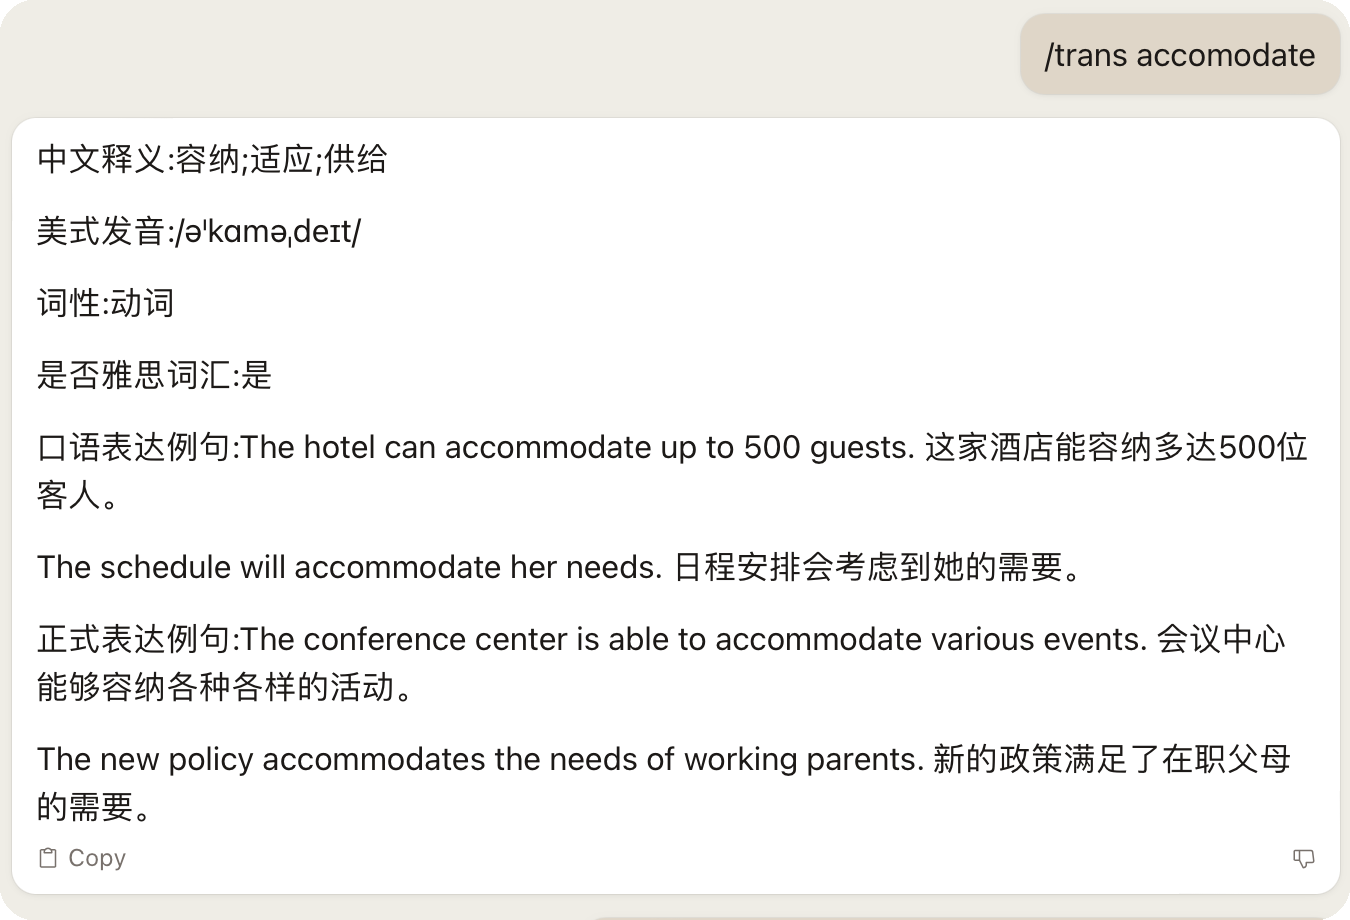 /trans accomodate
中文释义:容纳;适应;供给
美式发音:/əˈkɑməˌdeɪt/
词性:动词
是否雅思词汇:是
口语表达例句:The hotel can accommodate up to 500 guests. 这家酒店能容纳多达500位
客人。
The schedule will accommodate her needs. 日程安排会考虑到她的需要。
正式表达例句:The conference center is able to accommodate various events. 会议中心
能够容纳各种各样的活动。
The new policy accommodates the needs of working parents. 新的政策满足了在职父母
的需要。
Copy